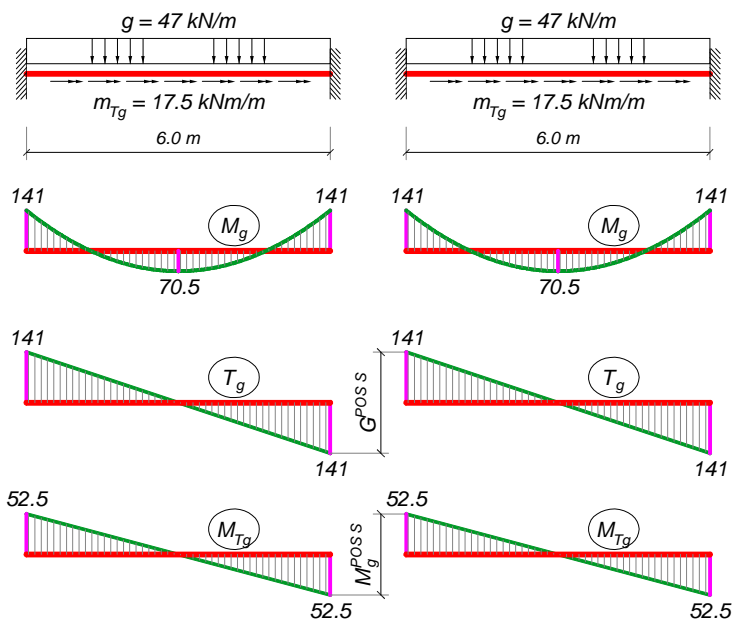 g = 47 kN/m
g = 47 kN/m
m_Tg = 17.5 kNm/m
m_Tg = 17.5 kNm/m
6.0 m
6.0 m
141
M_g
141
141
M_g
141
70.5
70.5
141
T_g
141
T_g
G^POS S
141
141
52.5
M_Tg
52.5
M_Tg
M_g^POS S
52.5
52.5